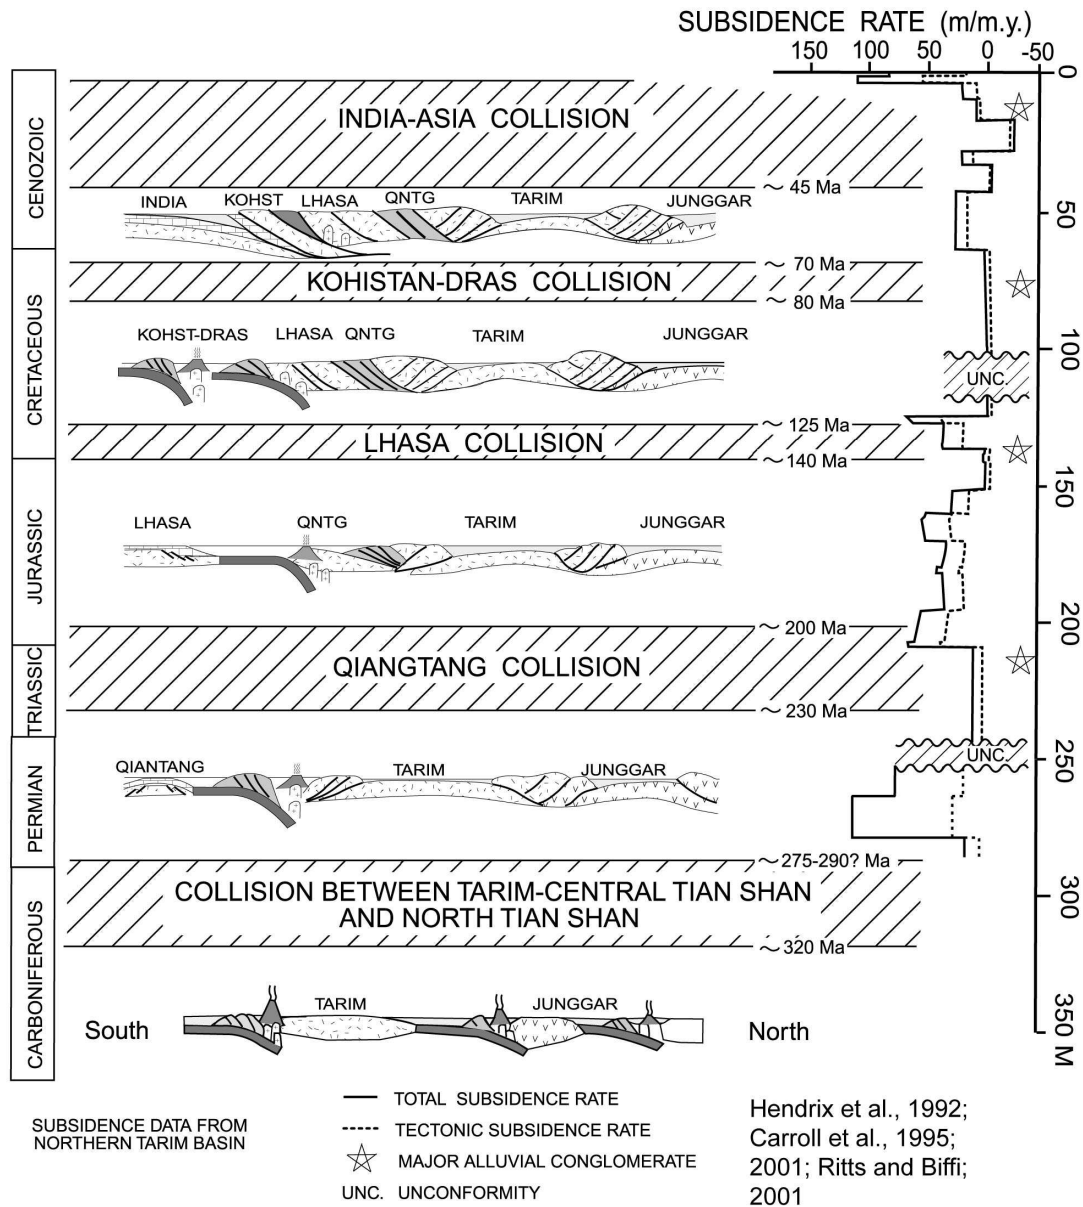 SUBSIDENCE RATE (m/m.y.)
150 100 50 0 -50
0
50
100
150
200
250
300
350 M
CENOZOIC
CRETACEOUS
JURASSIC
TRIASSIC
PERMIAN
CARBONIFEROUS
INDIA-ASIA COLLISION
~ 45 Ma
INDIA KOHST LHASA QNTG TARIM JUNGGAR
~ 70 Ma
KOHISTAN-DRAS COLLISION
~ 80 Ma
KOHST-DRAS LHASA QNTG TARIM JUNGGAR
UNC.
~ 125 Ma
LHASA COLLISION
~ 140 Ma
LHASA QNTG TARIM JUNGGAR
~ 200 Ma
QIANGTANG COLLISION
~ 230 Ma
UNC.
QIANTANG TARIM JUNGGAR
~ 275-290? Ma
COLLISION BETWEEN TARIM-CENTRAL TIAN SHAN
AND NORTH TIAN SHAN
~ 320 Ma
TARIM JUNGGAR
South North
SUBSIDENCE DATA FROM
NORTHERN TARIM BASIN
TOTAL SUBSIDENCE RATE
TECTONIC SUBSIDENCE RATE
MAJOR ALLUVIAL CONGLOMERATE
UNC. UNCONFORMITY
Hendrix et al., 1992;
Carroll et al., 1995;
2001; Ritts and Biffi;
2001